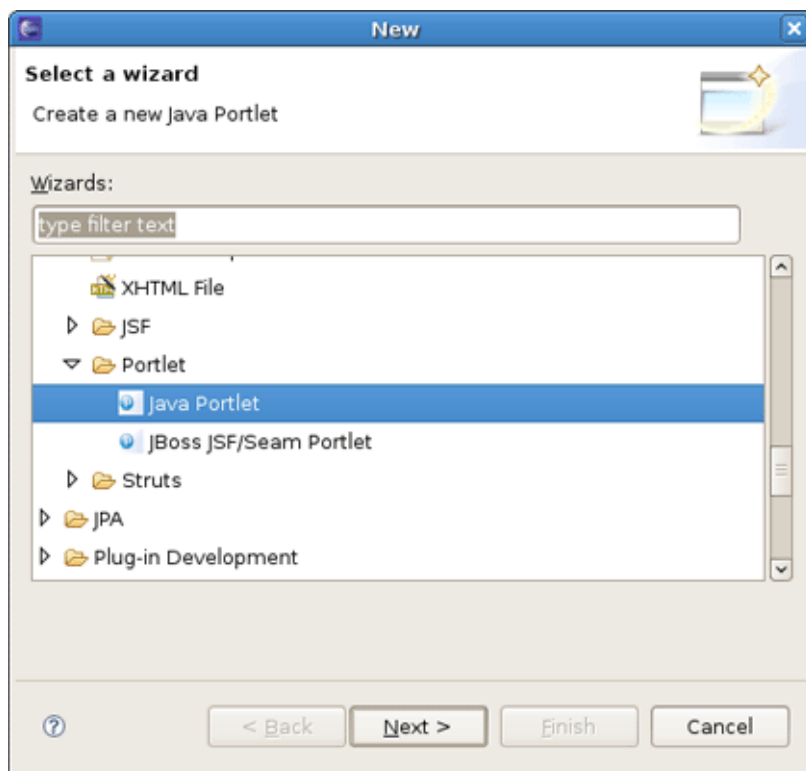 New
Select a wizard
Create a new Java Portlet
Wizards:
type filter text
XHTML File
JSF
Portlet
Java Portlet
JBoss JSF/Seam Portlet
Struts
JPA
Plug-in Development
< Back Next > Finish Cancel